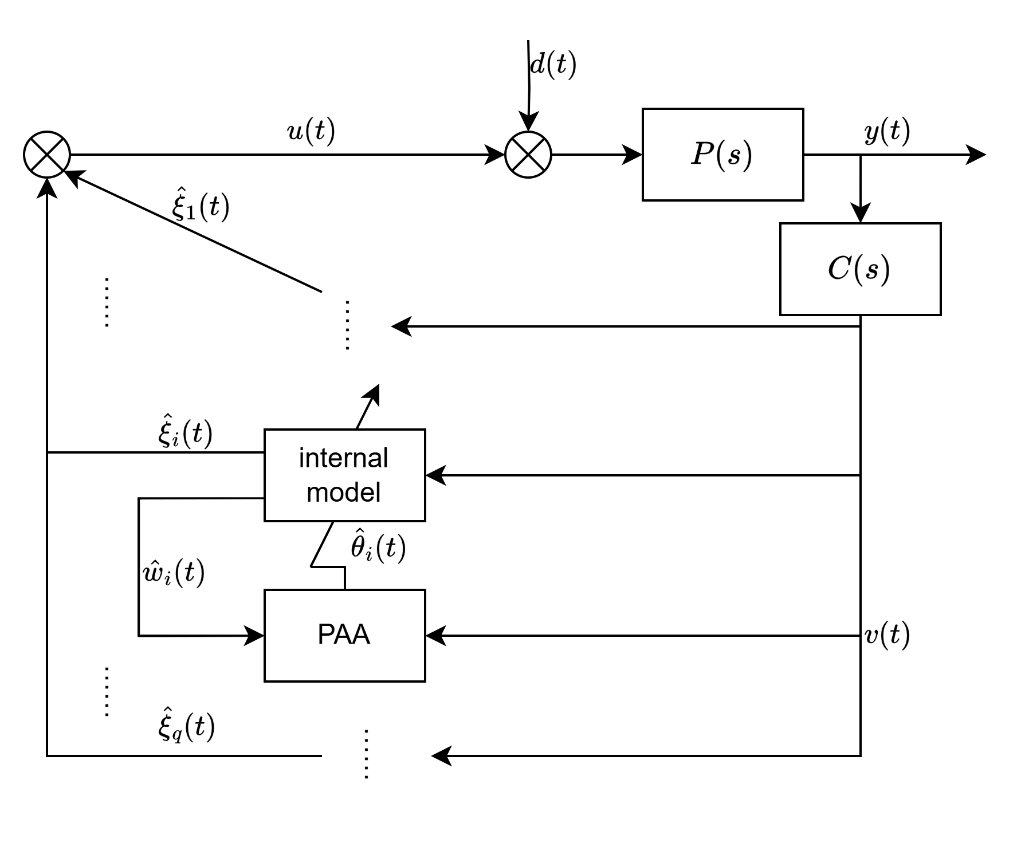 d(t)
u(t)
P(s)
y(t)
ξ̂₁(t)
C(s)
ξ̂ᵢ(t)
internal
model
θ̂ᵢ(t)
ŵᵢ(t)
PAA
v(t)
ξ̂_q(t)